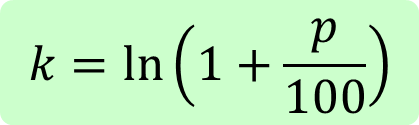 k = ln(1 + p/100)